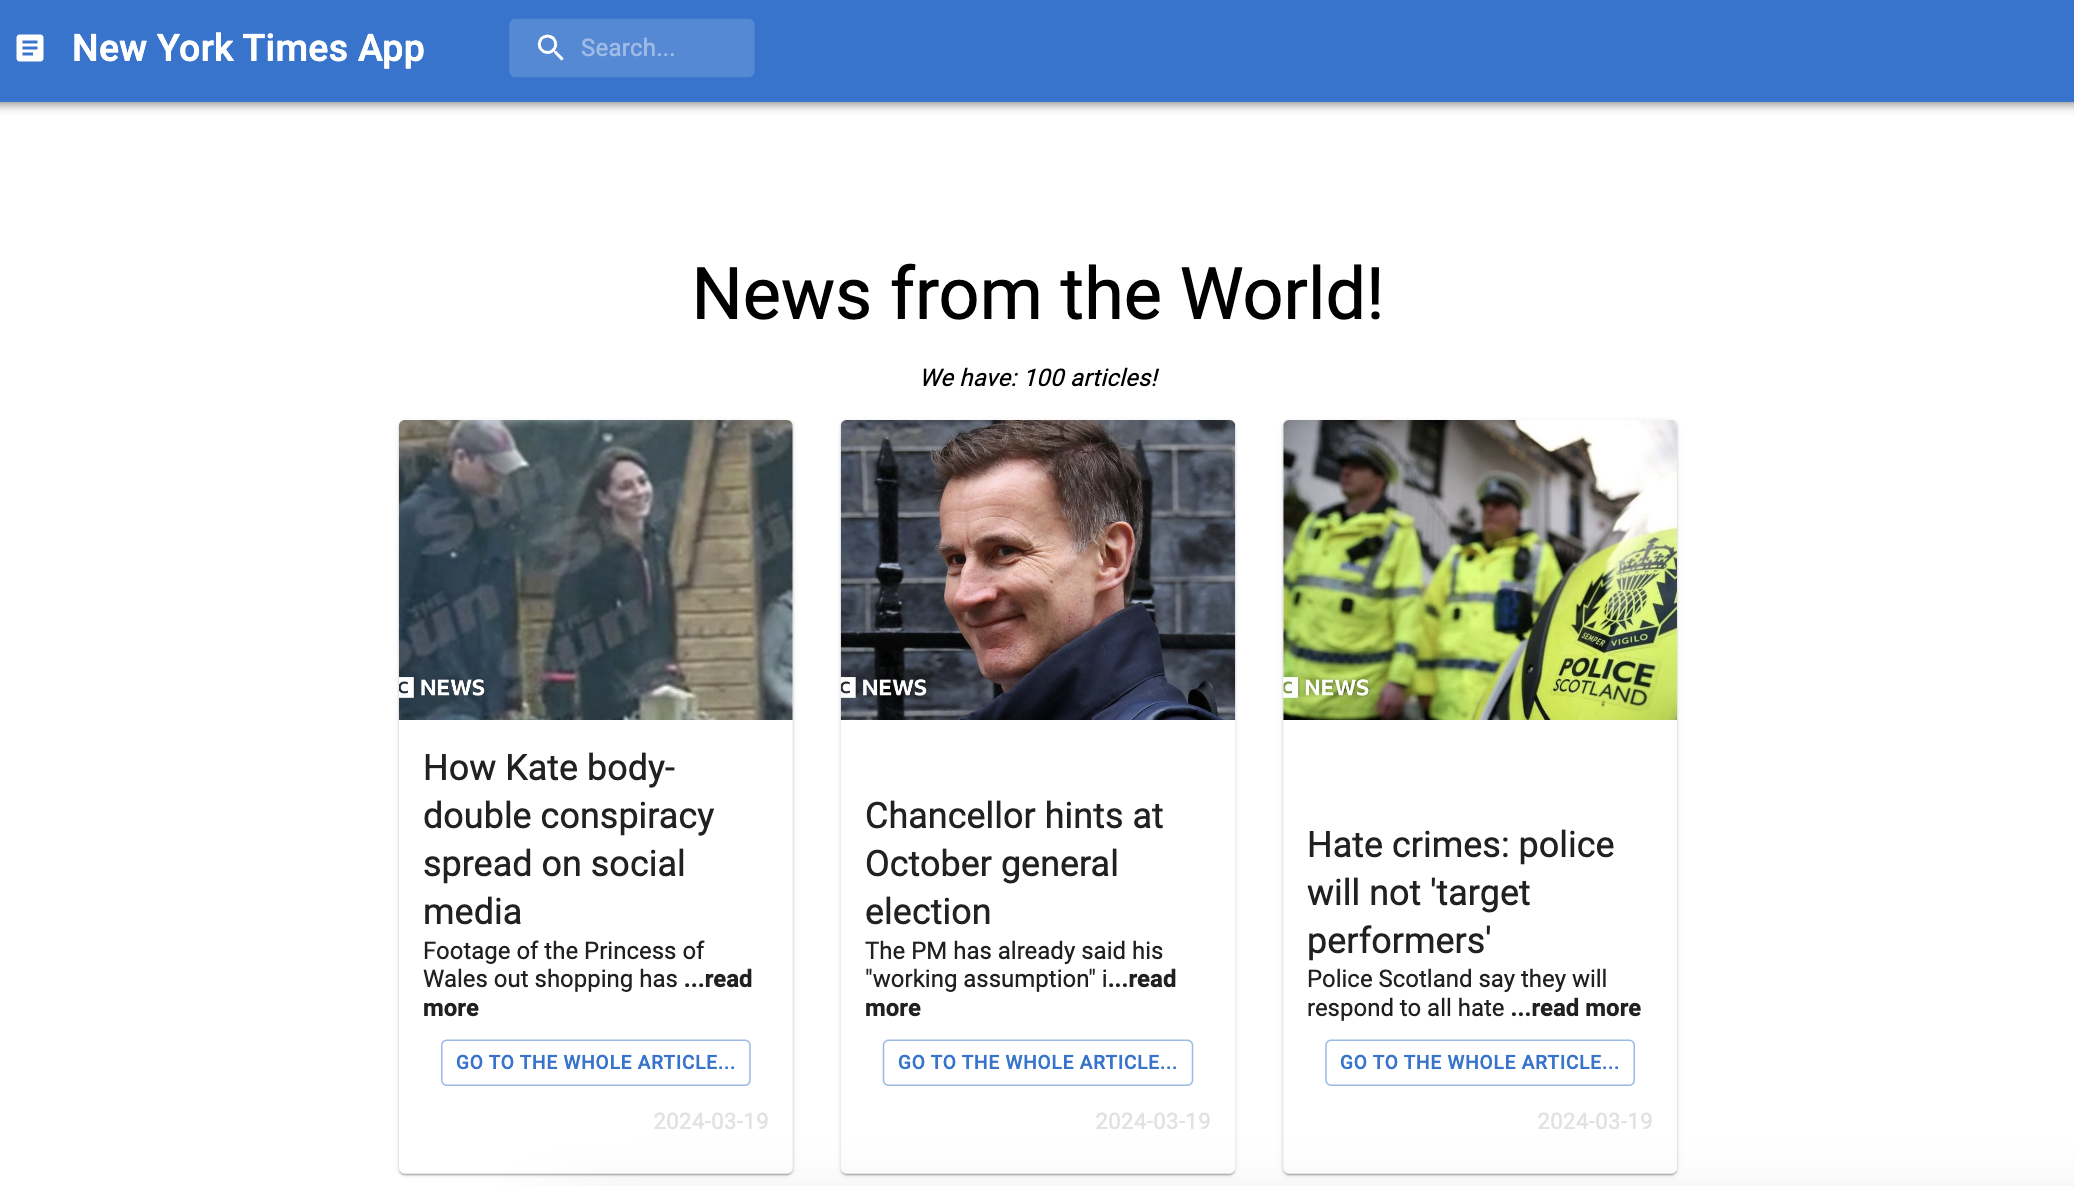 New York Times App
Search...
News from the World!
We have: 100 articles!
C NEWS
How Kate body-
double conspiracy
spread on social
media
Footage of the Princess of
Wales out shopping has ...read
more
GO TO THE WHOLE ARTICLE...
2024-03-19
C NEWS
Chancellor hints at
October general
election
The PM has already said his
"working assumption" i...read
more
GO TO THE WHOLE ARTICLE...
2024-03-19
SEMPER VIGILO
POLICE
SCOTLAND
C NEWS
Hate crimes: police
will not 'target
performers'
Police Scotland say they will
respond to all hate ...read more
GO TO THE WHOLE ARTICLE...
2024-03-19